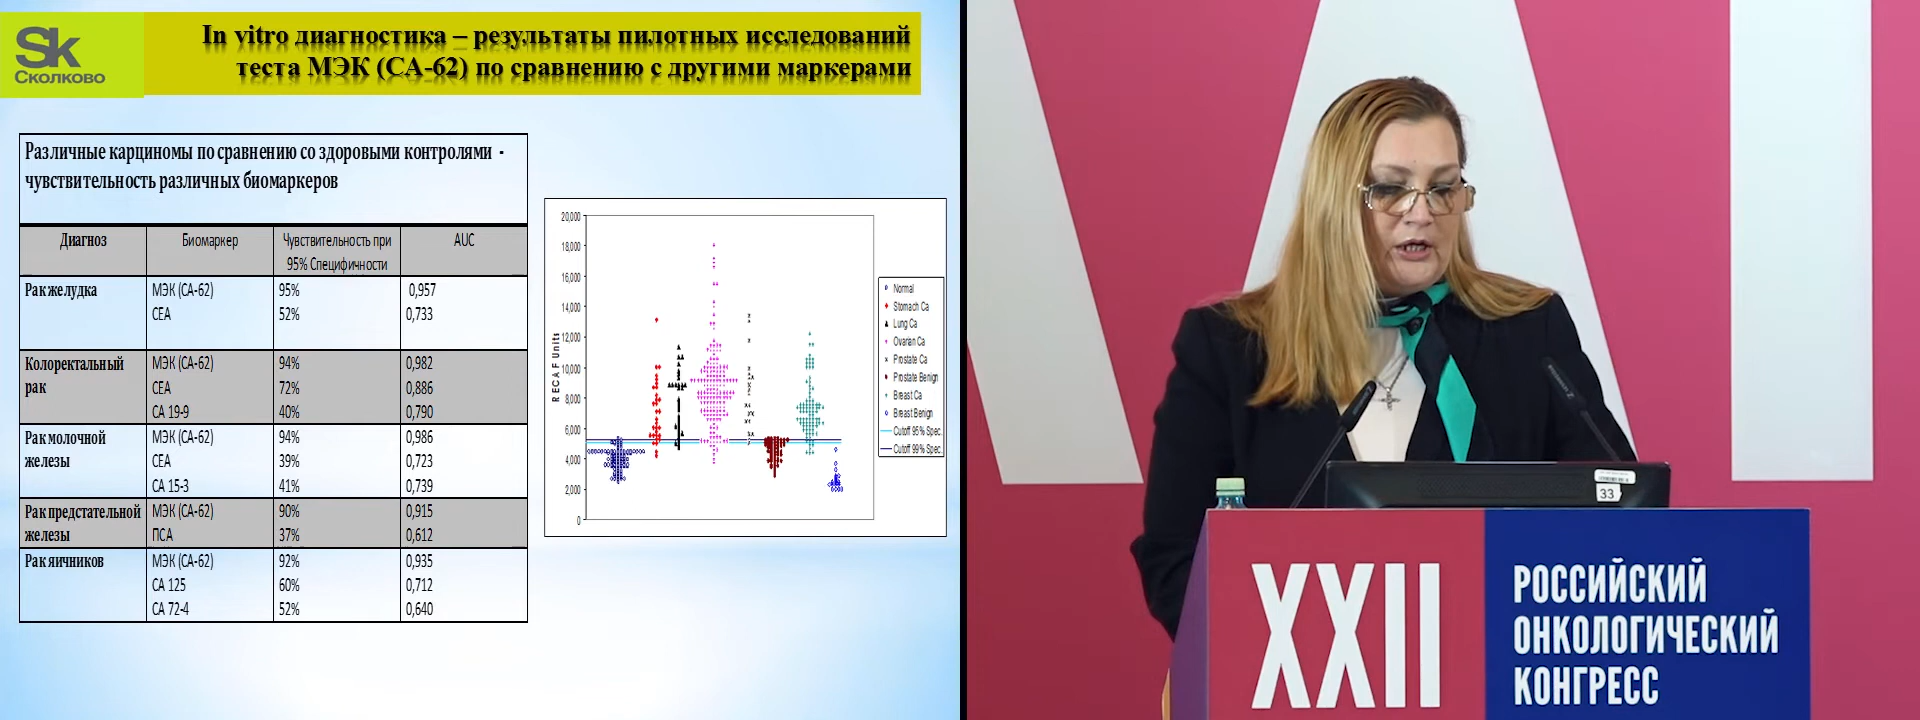 Sk
Сколково
In vitro диагностика – результаты пилотных исследований
теста МЭК (СА-62) по сравнению с другими маркерами
Различные карциномы по сравнению со здоровыми контролями -
чувствительность различных биомаркеров
Диагноз Биомаркер Чувствительность при AUC
95% Специфичности
Рак желудка МЭК (СА-62) 95% 0,957
СЕА 52% 0,733
Колоректальный МЭК (СА-62) 94% 0,982
рак СЕА 72% 0,886
СА 19-9 40% 0,790
Рак молочной МЭК (СА-62) 94% 0,986
железы СЕА 39% 0,723
СА 15-3 41% 0,739
Рак предстательной МЭК (СА-62) 90% 0,915
железы ПСА 37% 0,612
Рак яичников МЭК (СА-62) 92% 0,935
СА 125 60% 0,712
СА 72-4 52% 0,640
RECAF Units
20,000
18,000
16,000
14,000
12,000
10,000
8,000
6,000
4,000
2,000
0
Normal
Stomach Ca
Lung Ca
Ovarian Ca
Prostate Ca
Prostate Benign
Breast Ca
Breast Benign
Cutoff 95% Spec.
Cutoff 99% Spec.
33
XXII
РОССИЙСКИЙ
ОНКОЛОГИЧЕСКИЙ
КОНГРЕСС